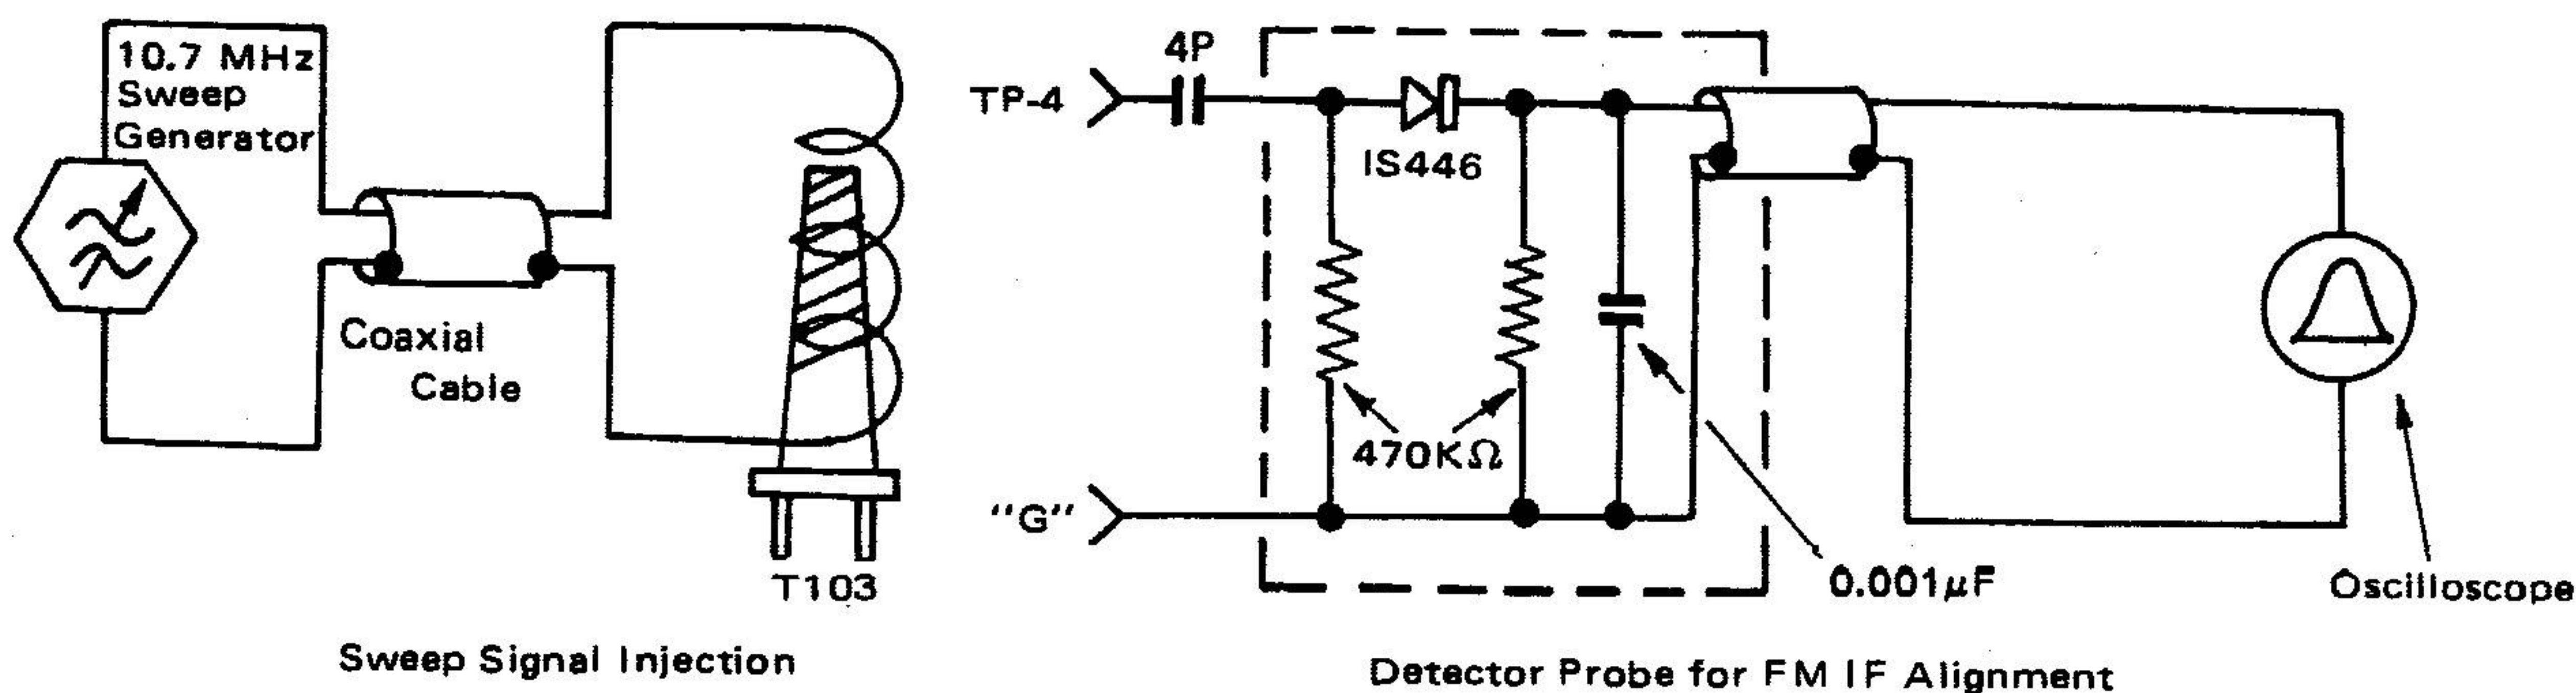 10.7 MHz
Sweep
Generator
Coaxial
Cable
T103
Sweep Signal Injection
TP-4
4P
IS446
470KΩ
"G"
0.001µF
Oscilloscope
Detector Probe for FM IF Alignment